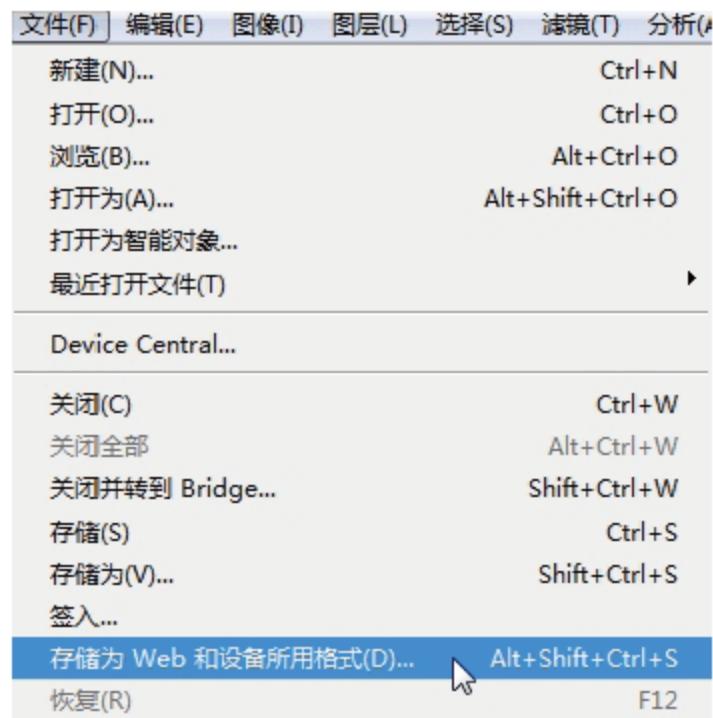 文件(F) 编辑(E) 图像(I) 图层(L) 选择(S) 滤镜(T) 分析(A
新建(N)... Ctrl+N
打开(O)... Ctrl+O
浏览(B)... Alt+Ctrl+O
打开为(A)... Alt+Shift+Ctrl+O
打开为智能对象...
最近打开文件(T)
Device Central...
关闭(C) Ctrl+W
关闭全部 Alt+Ctrl+W
关闭并转到 Bridge... Shift+Ctrl+W
存储(S) Ctrl+S
存储为(V)... Shift+Ctrl+S
签入...
存储为 Web 和设备所用格式(D)... Alt+Shift+Ctrl+S
恢复(R) F12